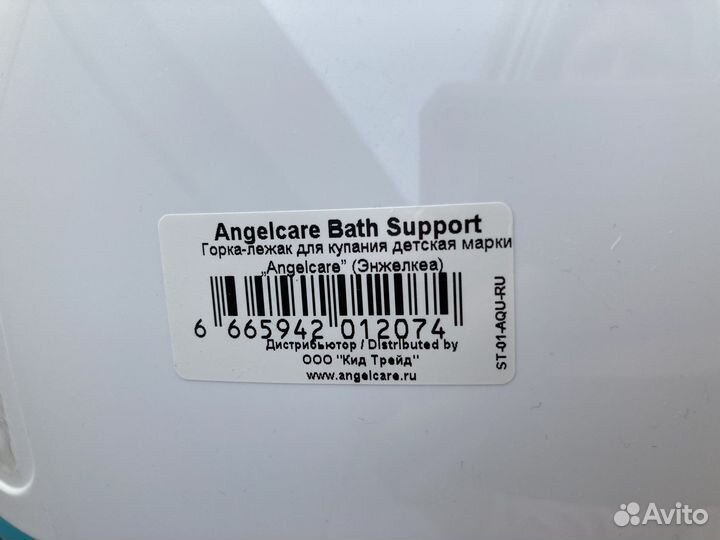 Angelcare Bath Support
Горка-лежак для купания детская марки
„Angelcare” (Энжелкеа)
6 665942 012074
Дистрибьютор / Distributed by
ООО "Кид Трейд"
www.angelcare.ru
ST-01-AQU-RU
Avito